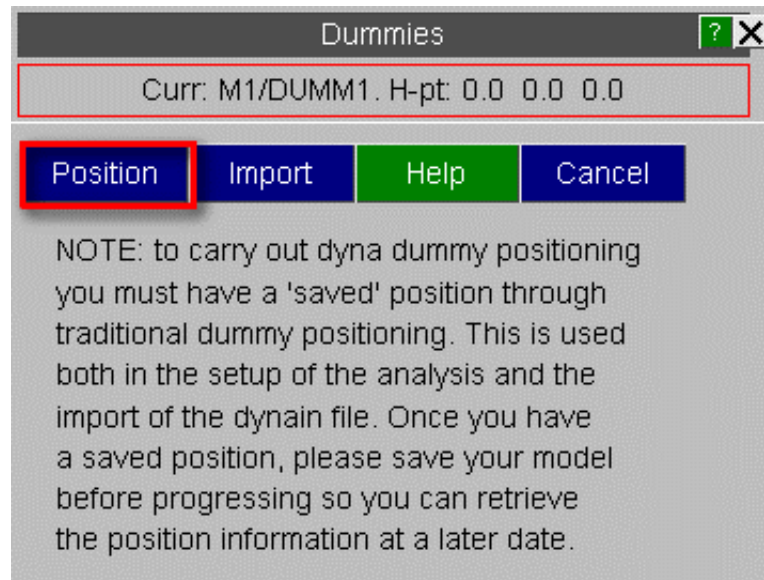 Dummies ? X
Curr: M1/DUMM1. H-pt: 0.0 0.0 0.0
Position Import Help Cancel
NOTE: to carry out dyna dummy positioning
you must have a 'saved' position through
traditional dummy positioning. This is used
both in the setup of the analysis and the
import of the dynain file. Once you have
a saved position, please save your model
before progressing so you can retrieve
the position information at a later date.